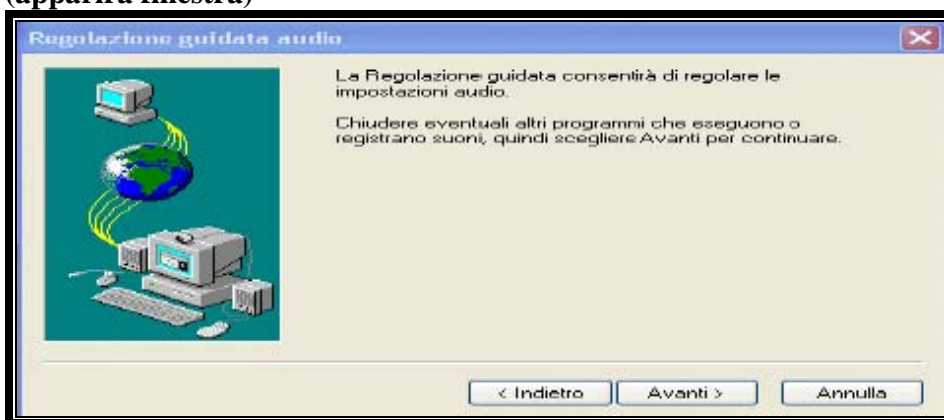 (apparirà finestra)
Regolazione guidata audio
La Regolazione guidata consentirà di regolare le
impostazioni audio.
Chiudere eventuali altri programmi che eseguono o
registrano suoni, quindi scegliere Avanti per continuare.
< Indietro
Avanti >
Annulla